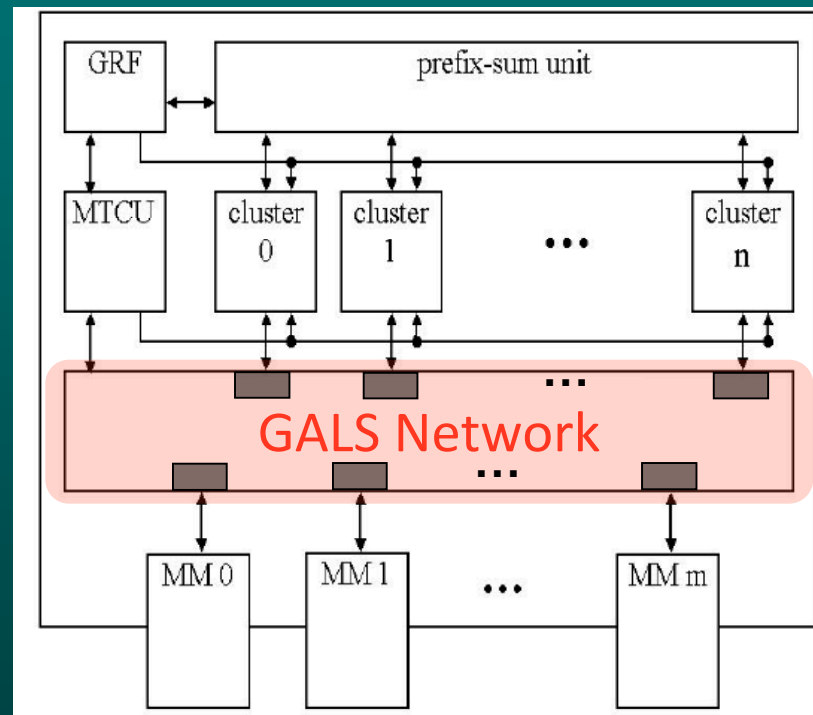 GRF
prefix-sum unit
MTCU
cluster
0
cluster
1
•••
cluster
n
...
GALS Network
...
MM 0
MM 1
•••
MM m